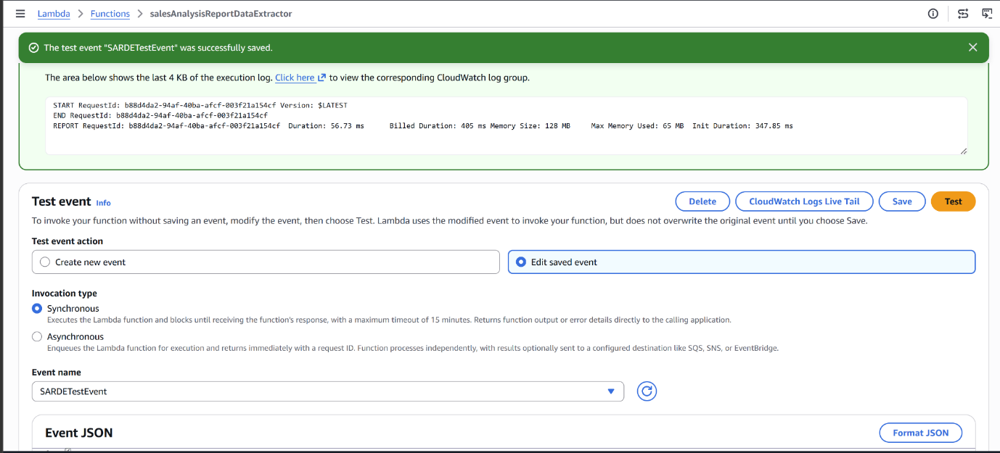 Lambda > Functions > salesAnalysisReportDataExtractor
The test event "SARDETestEvent" was successfully saved.
The area below shows the last 4 KB of the execution log. Click here to view the corresponding CloudWatch log group.
START RequestId: b88d4da2-94af-40ba-afcf-003f21a154cf Version: $LATEST
END RequestId: b88d4da2-94af-40ba-afcf-003f21a154cf
REPORT RequestId: b88d4da2-94af-40ba-afcf-003f21a154cf Duration: 56.73 ms Billed Duration: 405 ms Memory Size: 128 MB Max Memory Used: 65 MB Init Duration: 347.85 ms
Test event Info Delete CloudWatch Logs Live Tail Save Test
To invoke your function without saving an event, modify the event, then choose Test. Lambda uses the modified event to invoke your function, but does not overwrite the original event until you choose Save.
Test event action
Create new event Edit saved event
Invocation type
Synchronous
Executes the Lambda function and blocks until receiving the function's response, with a maximum timeout of 15 minutes. Returns function output or error details directly to the calling application.
Asynchronous
Enqueues the Lambda function for execution and returns immediately with a request ID. Function processes independently, with results optionally sent to a configured destination like SQS, SNS, or EventBridge.
Event name
SARDETestEvent
Event JSON Format JSON